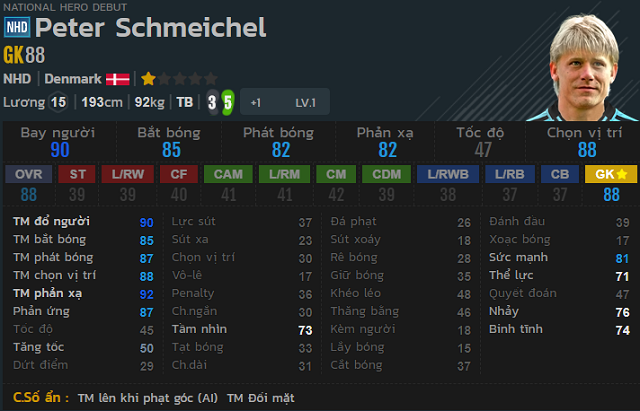 NATIONAL HERO DEBUT
NHD Peter Schmeichel
GK88
NHD | Denmark | 
Lương 15 | 193cm | 92kg | TB | 3 5 +1 LV.1
Bay người Bắt bóng Phát bóng Phản xạ Tốc độ Chọn vị trí
90 85 82 82 47 88
OVR ST L/RW CF CAM L/RM CM CDM L/RWB L/RB CB GK
88 39 39 40 41 41 41 39 38 37 37 88
TM đổ người 90 Lực sút 37 Đá phạt 26 Đánh đầu 39
TM bắt bóng 85 Sút xa 23 Sút xoáy 18 Xoạc bóng 17
TM phát bóng 87 Chọn vị trí 30 Rê bóng 28 Sức mạnh 81
TM chọn vị trí 88 Vô-lê 17 Giữ bóng 35 Thể lực 71
TM phản xạ 92 Penalty 36 Khéo léo 48 Quyết đoán 47
Phản ứng 87 Ch.ngắn 30 Thăng bằng 46 Nhảy 76
Tốc độ 45 Tầm nhìn 73 Kèm người 18 Bình tĩnh 74
Tăng tốc 50 Tạt bóng 33 Lấy bóng 15
Dứt điểm 29 Ch.dài 31 Cắt bóng 37
C.Số ẩn : TM lên khi phạt góc (AI) TM Đối mặt